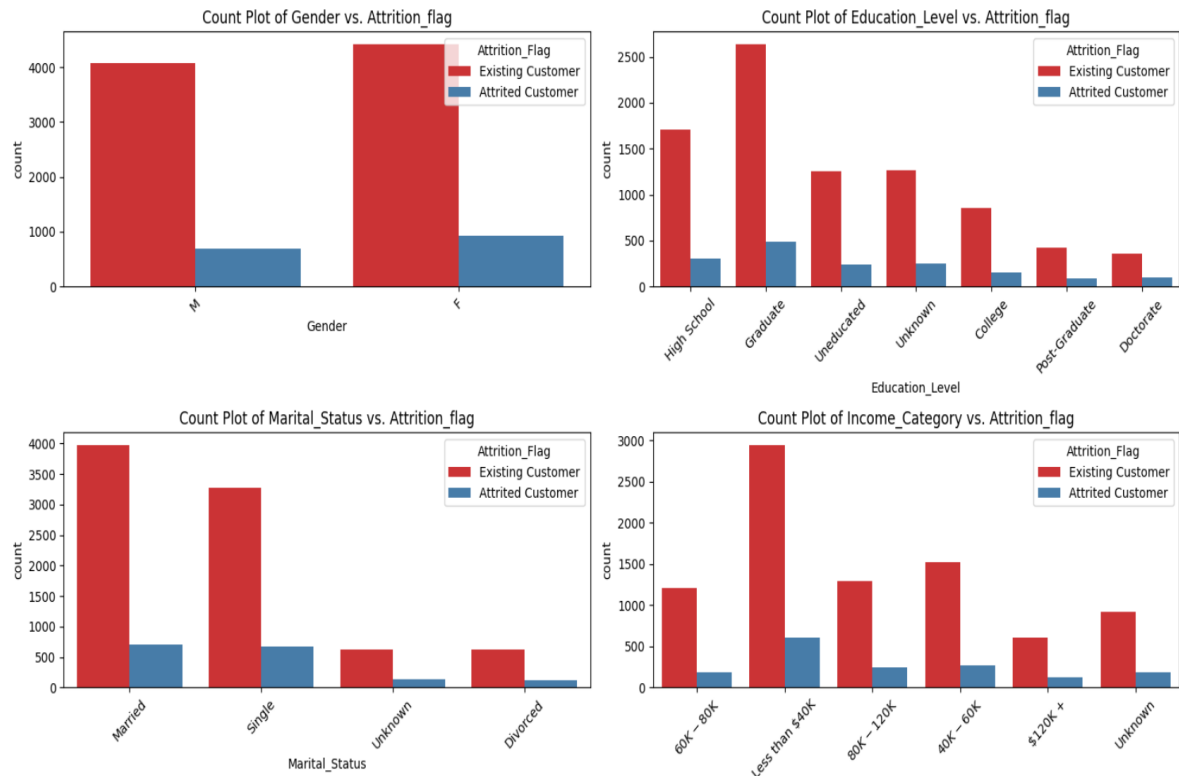 Count Plot of Gender vs. Attrition_flag
Attrition_Flag
Existing Customer
Attrited Customer
4000
3000
2000
1000
0
count
M
F
Gender
Count Plot of Education_Level vs. Attrition_flag
Attrition_Flag
Existing Customer
Attrited Customer
2500
2000
1500
1000
500
0
count
High School
Graduate
Uneducated
Unknown
College
Post-Graduate
Doctorate
Education_Level
Count Plot of Marital_Status vs. Attrition_flag
Attrition_Flag
Existing Customer
Attrited Customer
4000
3500
3000
2500
2000
1500
1000
500
0
count
Married
Single
Unknown
Divorced
Marital_Status
Count Plot of Income_Category vs. Attrition_flag
Attrition_Flag
Existing Customer
Attrited Customer
3000
2500
2000
1500
1000
500
0
count
60K − 80K
Less than $40K
80K − 120K
40K − 60K
$120K +
Unknown